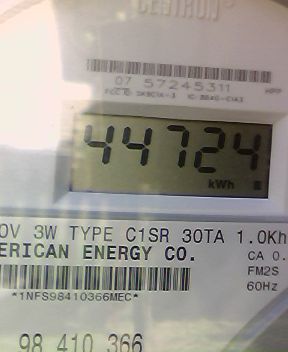 CENTRON®
07 57245311
44724
kWh
0V 3W TYPE C1SR 30TA 1.0Kh
ERICAN ENERGY CO.
CA 0.
FM2S
*1NFS98410366MEC*
60Hz
98 410 366